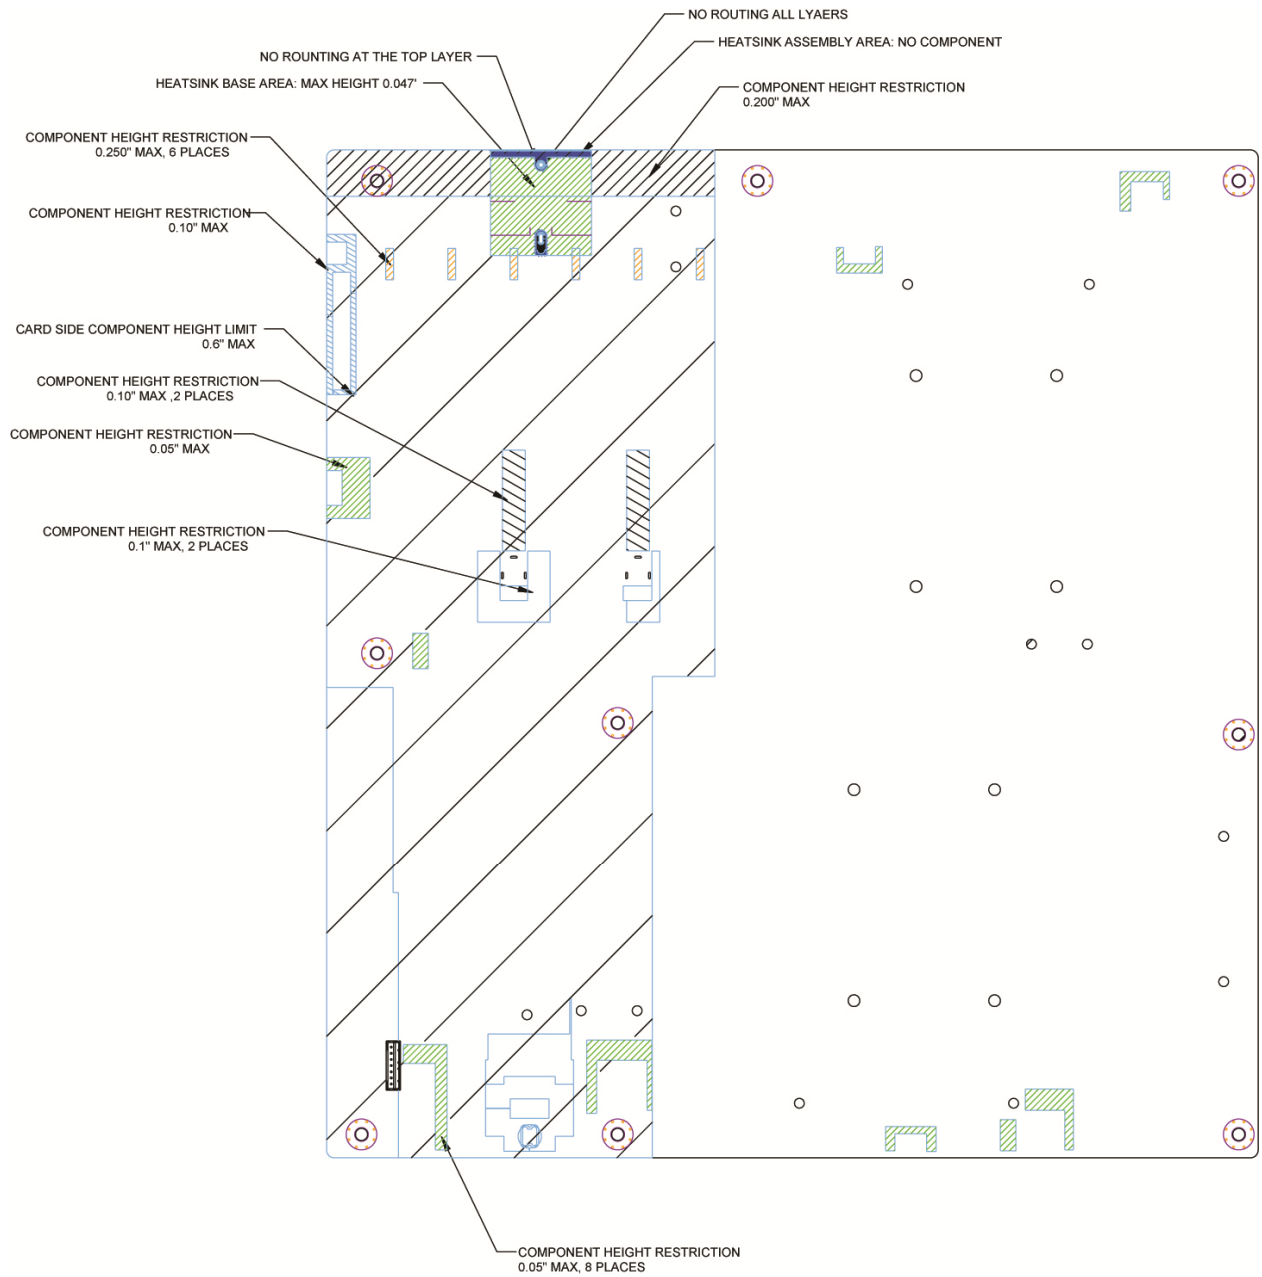 NO ROUTING ALL LYAERS
HEATSINK ASSEMBLY AREA: NO COMPONENT
NO ROUNTING AT THE TOP LAYER
HEATSINK BASE AREA: MAX HEIGHT 0.047'
COMPONENT HEIGHT RESTRICTION
0.200" MAX
COMPONENT HEIGHT RESTRICTION
0.250" MAX, 6 PLACES
COMPONENT HEIGHT RESTRICTION
0.10" MAX
CARD SIDE COMPONENT HEIGHT LIMIT
0.6" MAX
COMPONENT HEIGHT RESTRICTION
0.10" MAX ,2 PLACES
COMPONENT HEIGHT RESTRICTION
0.05" MAX
COMPONENT HEIGHT RESTRICTION
0.1" MAX, 2 PLACES
COMPONENT HEIGHT RESTRICTION
0.05" MAX, 8 PLACES